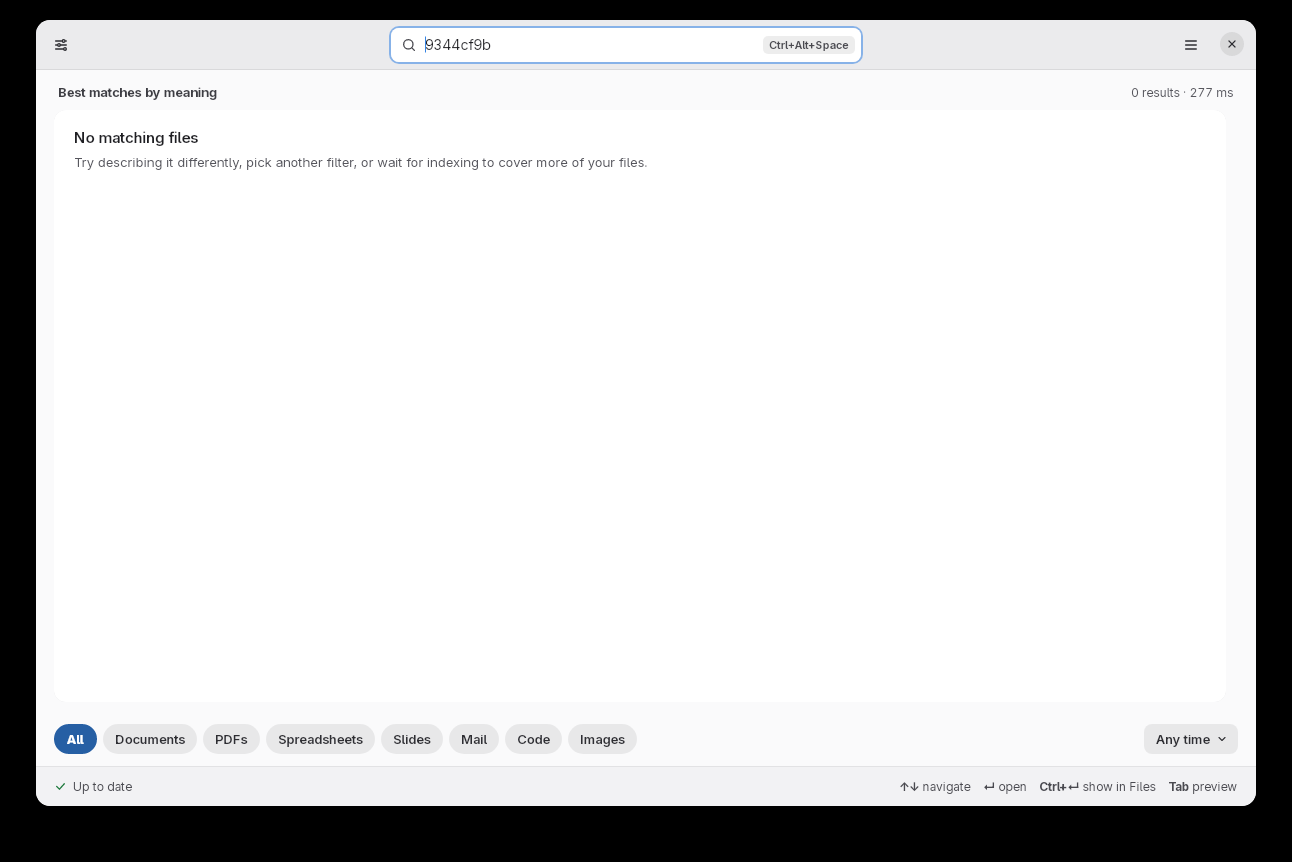 9344cf9b
Ctrl+Alt+Space
Best matches by meaning
0 results · 277 ms
No matching files
Try describing it differently, pick another filter, or wait for indexing to cover more of your files.
All Documents PDFs Spreadsheets Slides Mail Code Images Any time
Up to date
↑↓ navigate ↵ open Ctrl+↵ show in Files Tab preview